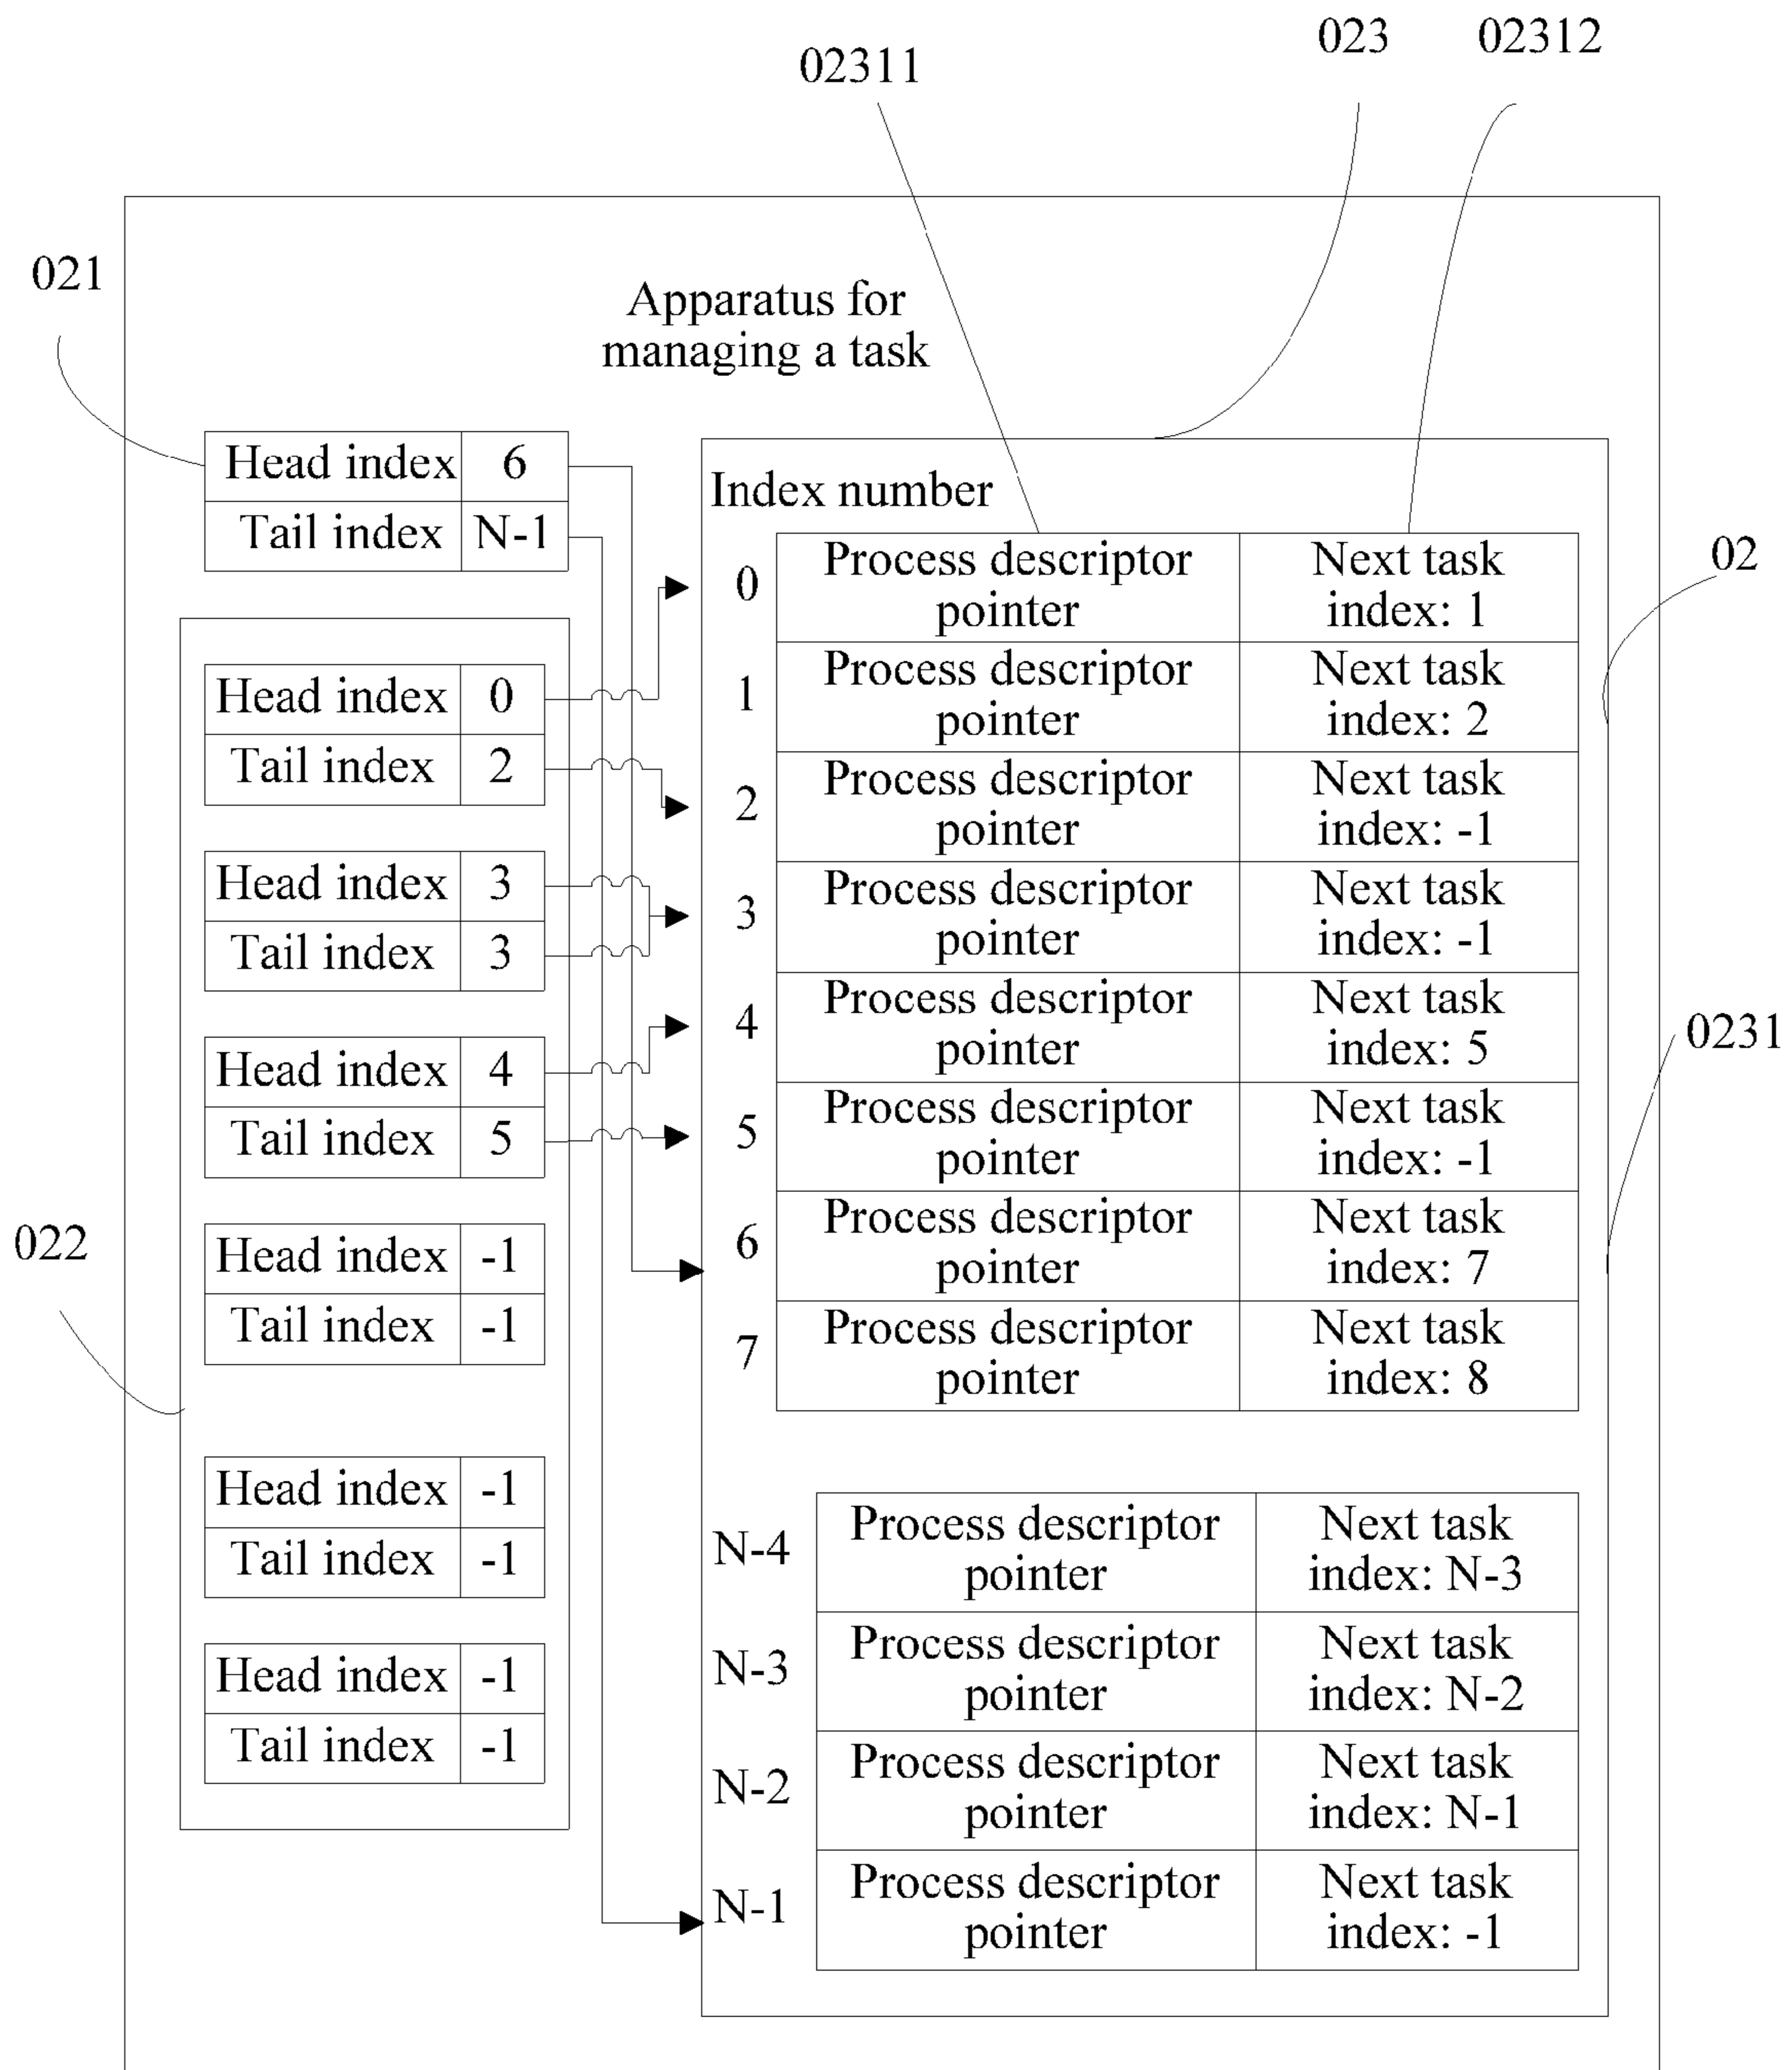 023 02312
02311
021
Apparatus for
managing a task
Head index 6
Tail index N-1
Index number
02
0 Process descriptor pointer Next task index: 1
Head index 0
Tail index 2
1 Process descriptor pointer Next task index: 2
2 Process descriptor pointer Next task index: -1
Head index 3
Tail index 3
3 Process descriptor pointer Next task index: -1
Head index 4
Tail index 5
4 Process descriptor pointer Next task index: 5
0231
5 Process descriptor pointer Next task index: -1
022
Head index -1
Tail index -1
6 Process descriptor pointer Next task index: 7
7 Process descriptor pointer Next task index: 8
Head index -1
Tail index -1
N-4 Process descriptor pointer Next task index: N-3
Head index -1
Tail index -1
N-3 Process descriptor pointer Next task index: N-2
N-2 Process descriptor pointer Next task index: N-1
N-1 Process descriptor pointer Next task index: -1